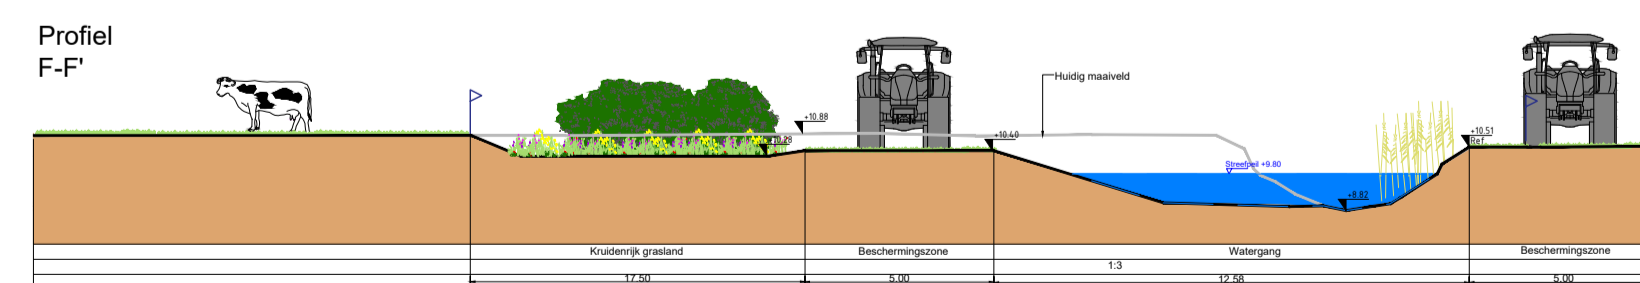 Profiel
F-F'
Huidig maaiveld
+10.88
+10.28
+10.40
+10.51
Ref.
Streefpeil +9.80
+8.82
Kruidenrijk grasland
Beschermingszone
Watergang
Beschermingszone
1:3
17.50
5.00
12.58
5.00